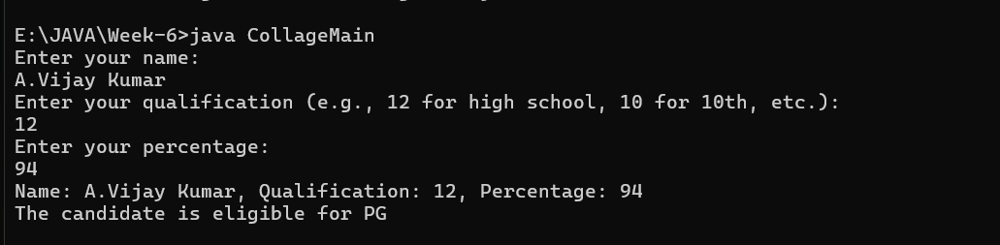 E:\JAVA\Week-6>java CollageMain
Enter your name:
A.Vijay Kumar
Enter your qualification (e.g., 12 for high school, 10 for 10th, etc.):
12
Enter your percentage:
94
Name: A.Vijay Kumar, Qualification: 12, Percentage: 94
The candidate is eligible for PG